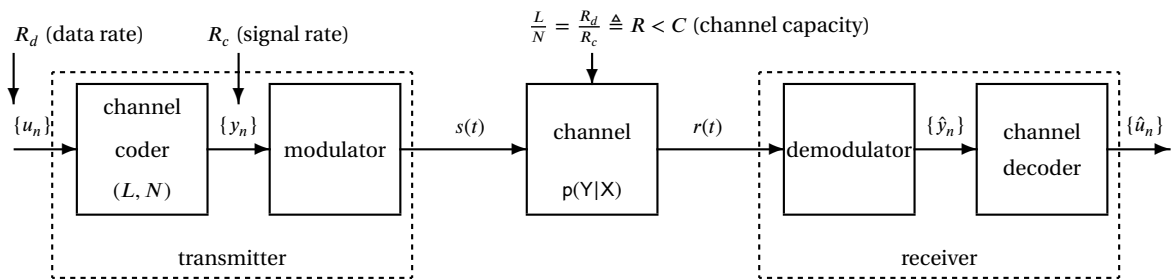 R_d (data rate)
R_c (signal rate)
L/N = R_d/R_c ≜ R < C (channel capacity)
{u_n}
channel
coder
(L, N)
{y_n}
modulator
s(t)
channel
p(Y|X)
r(t)
demodulator
{ŷ_n}
channel
decoder
{û_n}
transmitter
receiver